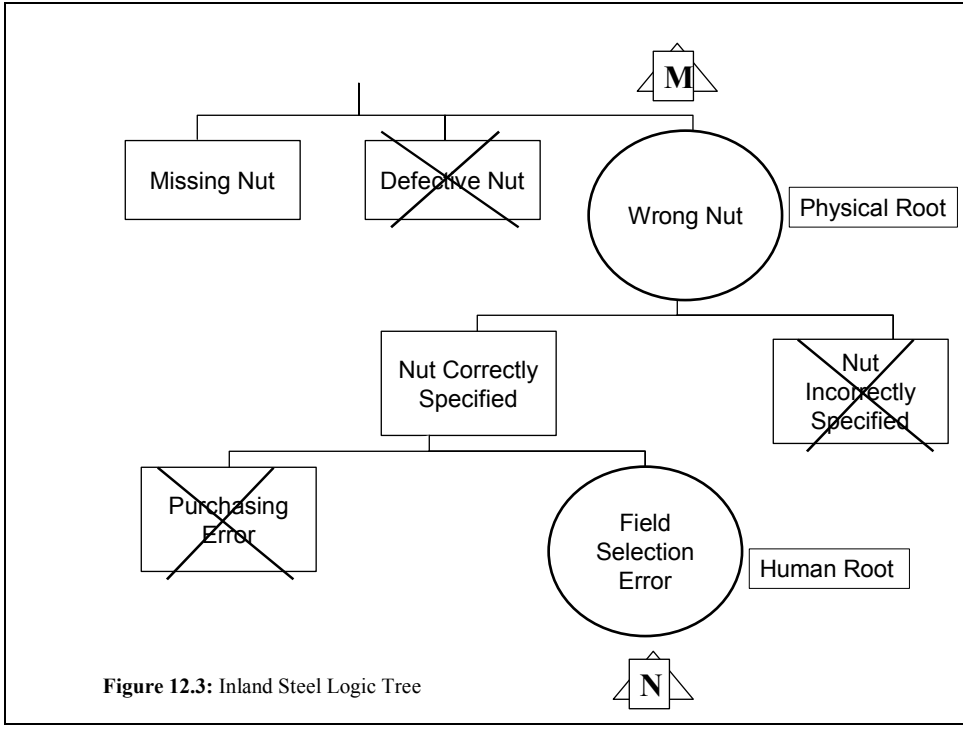 M
Missing Nut
Defective Nut
Wrong Nut
Physical Root
Nut Correctly
Specified
Nut
Incorrectly
Specified
Purchasing
Error
Field
Selection
Error
Human Root
N
Figure 12.3: Inland Steel Logic Tree